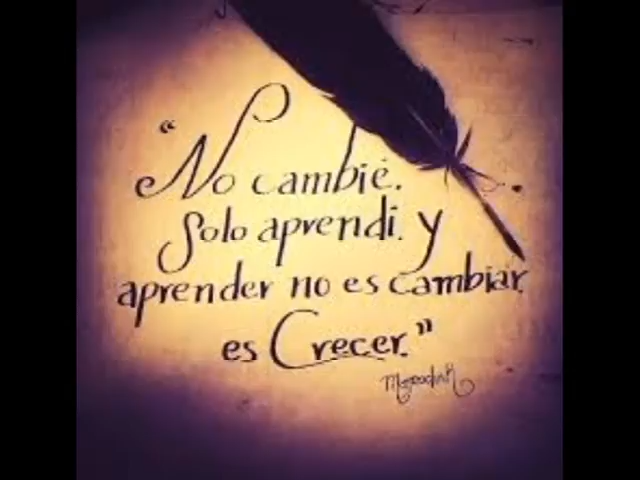 “No cambié.
Solo aprendí. y
aprender no es cambiar.
es Crecer.”